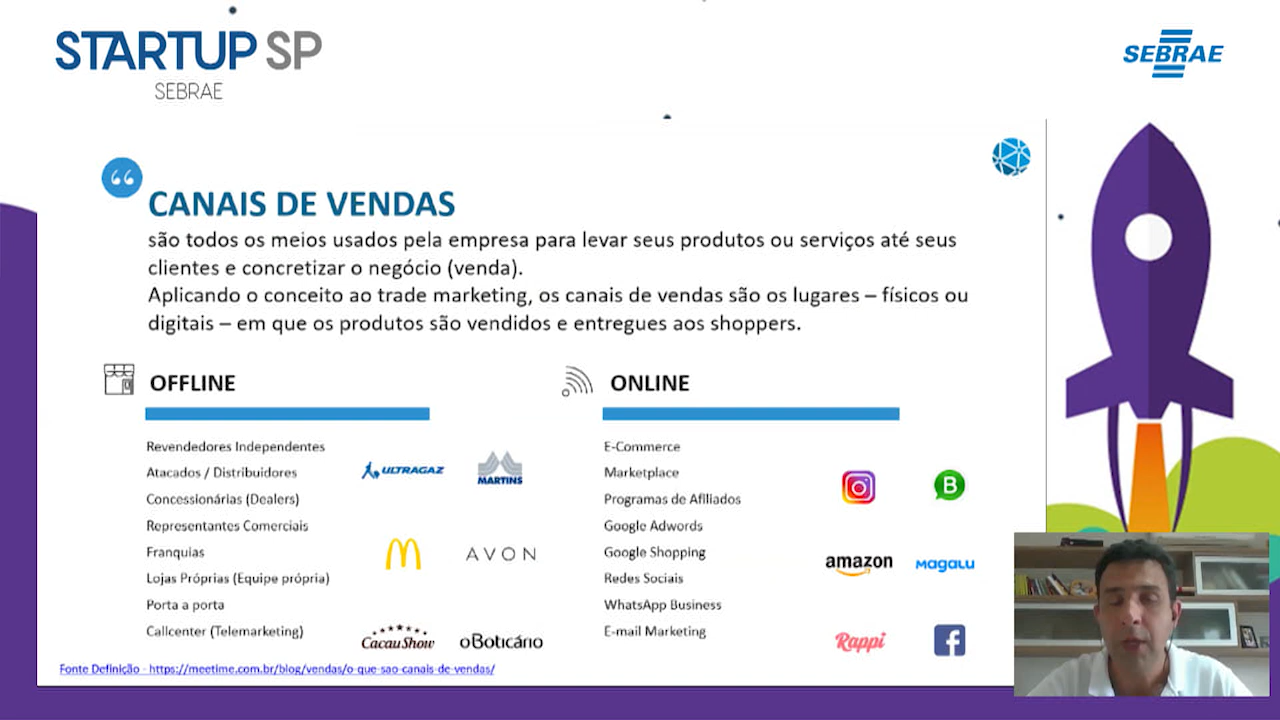 STARTUP SP
SEBRAE
SEBRAE
CANAIS DE VENDAS
são todos os meios usados pela empresa para levar seus produtos ou serviços até seus
clientes e concretizar o negócio (venda).
Aplicando o conceito ao trade marketing, os canais de vendas são os lugares – físicos ou
digitais – em que os produtos são vendidos e entregues aos shoppers.
OFFLINE
Revendedores Independentes
Atacados / Distribuidores
Concessionárias (Dealers)
Representantes Comerciais
Franquias
Lojas Próprias (Equipe própria)
Porta a porta
Callcenter (Telemarketing)
ULTRAGAZ
MARTINS
AVON
CacauShow
oBoticário
ONLINE
E-Commerce
Marketplace
Programas de Afiliados
Google Adwords
Google Shopping
Redes Sociais
WhatsApp Business
E-mail Marketing
B
amazon
MAGALU
Rappi
f
Fonte Definição - https://meetime.com.br/blog/vendas/o-que-sao-canais-de-vendas/